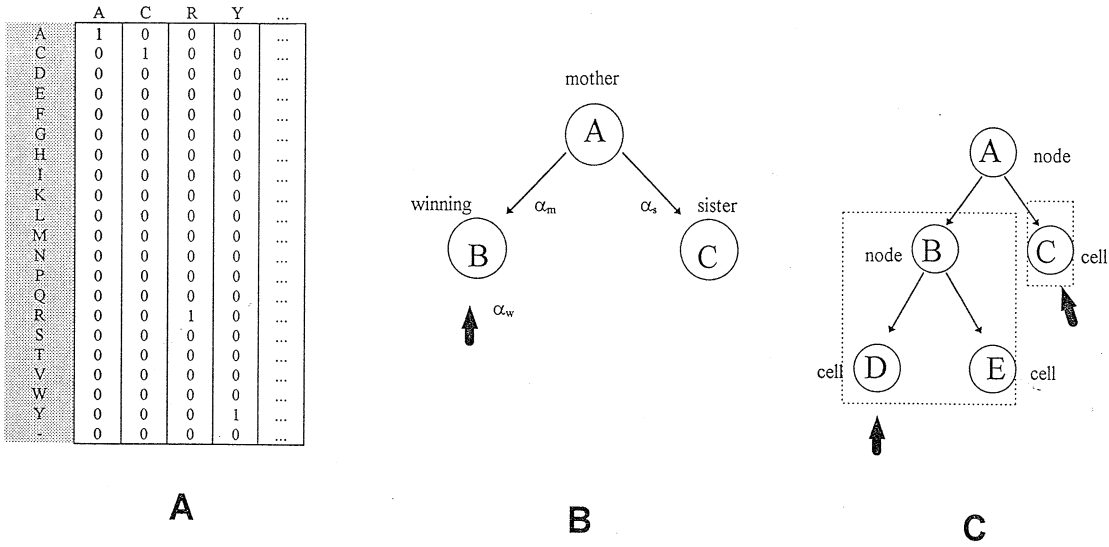 A C R Y ...
A 1 0 0 0 ...
C 0 1 0 0 ...
D 0 0 0 0 ...
E 0 0 0 0 ...
F 0 0 0 0 ...
G 0 0 0 0 ...
H 0 0 0 0 ...
I 0 0 0 0 ...
K 0 0 0 0 ...
L 0 0 0 0 ...
M 0 0 0 0 ...
N 0 0 0 0 ...
P 0 0 0 0 ...
Q 0 0 0 0 ...
R 0 0 1 0 ...
S 0 0 0 0 ...
T 0 0 0 0 ...
V 0 0 0 0 ...
W 0 0 0 0 ...
Y 0 0 0 1 ...
- 0 0 0 0 ...
A
mother
A
winning αm αs sister
B C
αw
B
A node
node B C cell
cell D E cell
C